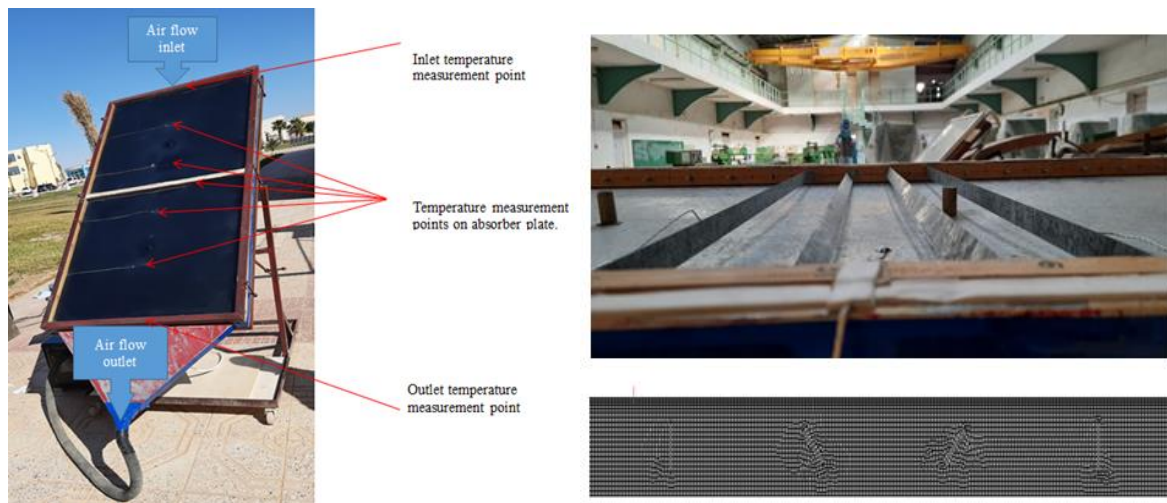 Air flow
inlet
Inlet temperature
measurement point
Temperature measurement
points on absorber plate.
Air flow
outlet
Outlet temperature
measurement point